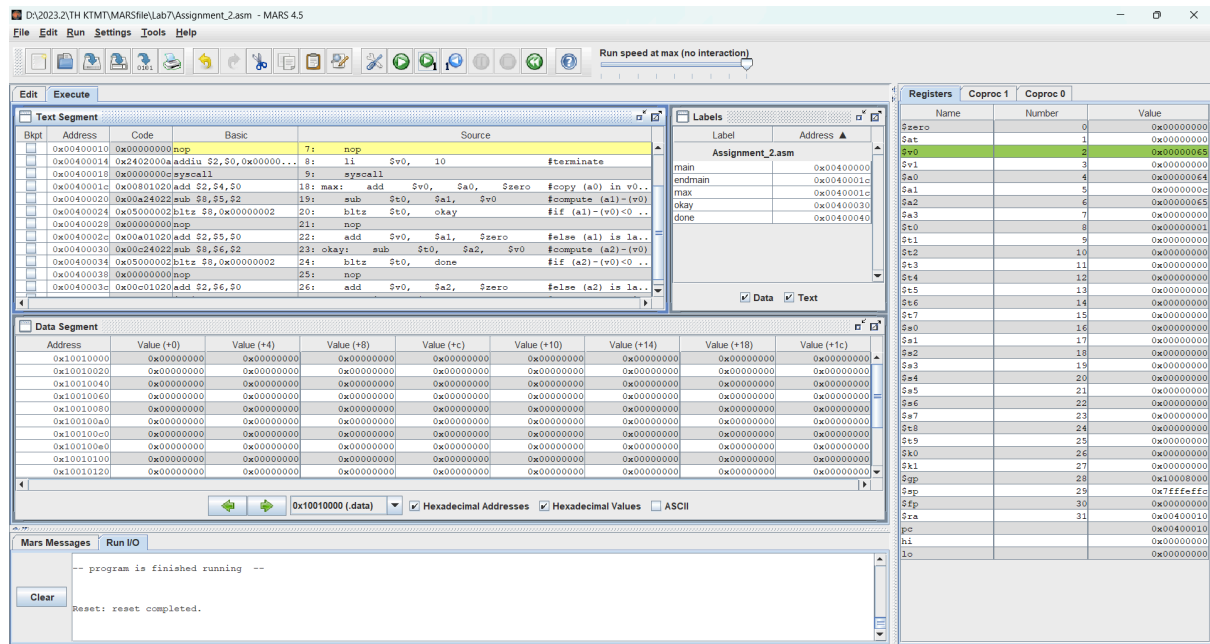 D:\2023.2\TH KTMT\MARSfile\Lab7\Assignment_2.asm - MARS 4.5
File Edit Run Settings Tools Help
Run speed at max (no interaction)
Edit Execute
Text Segment
Bkpt Address Code Basic Source
0x00400010 0x00000000 nop 7: nop
0x00400014 0x2402000a addiu $2,$0,0x00000... 8: li $v0, 10 #terminate
0x00400018 0x0000000c syscall 9: syscall
0x0040001c 0x00801020 add $2,$4,$0 18: max: add $v0, $a0, $zero #copy (a0) in v0..
0x00400020 0x00a24022 sub $8,$5,$2 19: sub $t0, $a1, $v0 #compute (a1)-(v0)
0x00400024 0x05000002 bltz $8,0x00000002 20: bltz $t0, okay #if (a1)-(v0)<0 ..
0x00400028 0x00000000 nop 21: nop
0x0040002c 0x00a01020 add $2,$5,$0 22: add $v0, $a1, $zero #else (a1) is la..
0x00400030 0x00c24022 sub $8,$6,$2 23: okay: sub $t0, $a2, $v0 #compute (a2)-(v0)
0x00400034 0x05000002 bltz $8,0x00000002 24: bltz $t0, done #if (a2)-(v0)<0 ..
0x00400038 0x00000000 nop 25: nop
0x0040003c 0x00c01020 add $2,$6,$0 26: add $v0, $a2, $zero #else (a2) is la..
Labels
Label Address ▲
Assignment_2.asm
main 0x00400000
endmain 0x0040001c
max 0x0040001c
okay 0x00400030
done 0x00400040
Data Text
Data Segment
Address Value (+0) Value (+4) Value (+8) Value (+c) Value (+10) Value (+14) Value (+18) Value (+1c)
0x10010000 0x00000000 0x00000000 0x00000000 0x00000000 0x00000000 0x00000000 0x00000000 0x00000000
0x10010020 0x00000000 0x00000000 0x00000000 0x00000000 0x00000000 0x00000000 0x00000000 0x00000000
0x10010040 0x00000000 0x00000000 0x00000000 0x00000000 0x00000000 0x00000000 0x00000000 0x00000000
0x10010060 0x00000000 0x00000000 0x00000000 0x00000000 0x00000000 0x00000000 0x00000000 0x00000000
0x10010080 0x00000000 0x00000000 0x00000000 0x00000000 0x00000000 0x00000000 0x00000000 0x00000000
0x100100a0 0x00000000 0x00000000 0x00000000 0x00000000 0x00000000 0x00000000 0x00000000 0x00000000
0x100100c0 0x00000000 0x00000000 0x00000000 0x00000000 0x00000000 0x00000000 0x00000000 0x00000000
0x100100e0 0x00000000 0x00000000 0x00000000 0x00000000 0x00000000 0x00000000 0x00000000 0x00000000
0x10010100 0x00000000 0x00000000 0x00000000 0x00000000 0x00000000 0x00000000 0x00000000 0x00000000
0x10010120 0x00000000 0x00000000 0x00000000 0x00000000 0x00000000 0x00000000 0x00000000 0x00000000
0x10010000 (.data) Hexadecimal Addresses Hexadecimal Values ASCII
Mars Messages Run I/O
-- program is finished running --
Clear
Reset: reset completed.
Registers Coproc 1 Coproc 0
Name Number Value
$zero 0 0x00000000
$at 1 0x00000000
$v0 2 0x00000065
$v1 3 0x00000000
$a0 4 0x00000064
$a1 5 0x0000000c
$a2 6 0x00000065
$a3 7 0x00000000
$t0 8 0x00000001
$t1 9 0x00000000
$t2 10 0x00000000
$t3 11 0x00000000
$t4 12 0x00000000
$t5 13 0x00000000
$t6 14 0x00000000
$t7 15 0x00000000
$s0 16 0x00000000
$s1 17 0x00000000
$s2 18 0x00000000
$s3 19 0x00000000
$s4 20 0x00000000
$s5 21 0x00000000
$s6 22 0x00000000
$s7 23 0x00000000
$t8 24 0x00000000
$t9 25 0x00000000
$k0 26 0x00000000
$k1 27 0x00000000
$gp 28 0x10008000
$sp 29 0x7fffeffc
$fp 30 0x00000000
$ra 31 0x00400010
pc 0x00400010
hi 0x00000000
lo 0x00000000